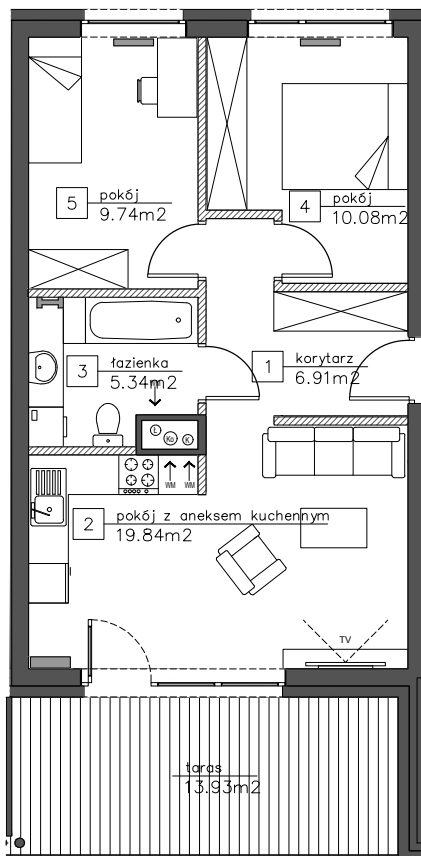 5 pokój
9.74m2
4 pokój
10.08m2
3 łazienka
5.34m2
1 korytarz
6.91m2
Ł
Ko
K
WM WM
2 pokój z aneksem kuchennym
19.84m2
TV
taras
13.93m2